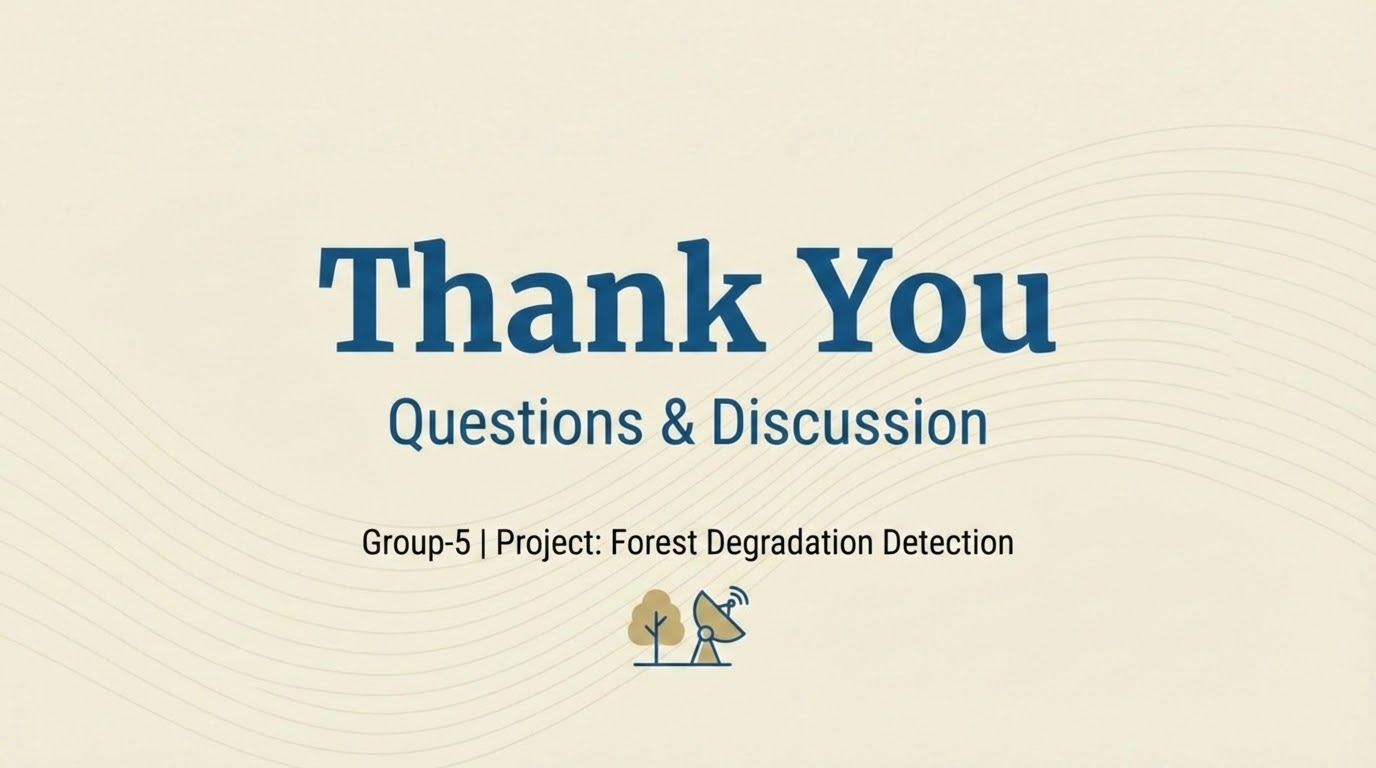 Thank You
Questions & Discussion
Group-5 | Project: Forest Degradation Detection